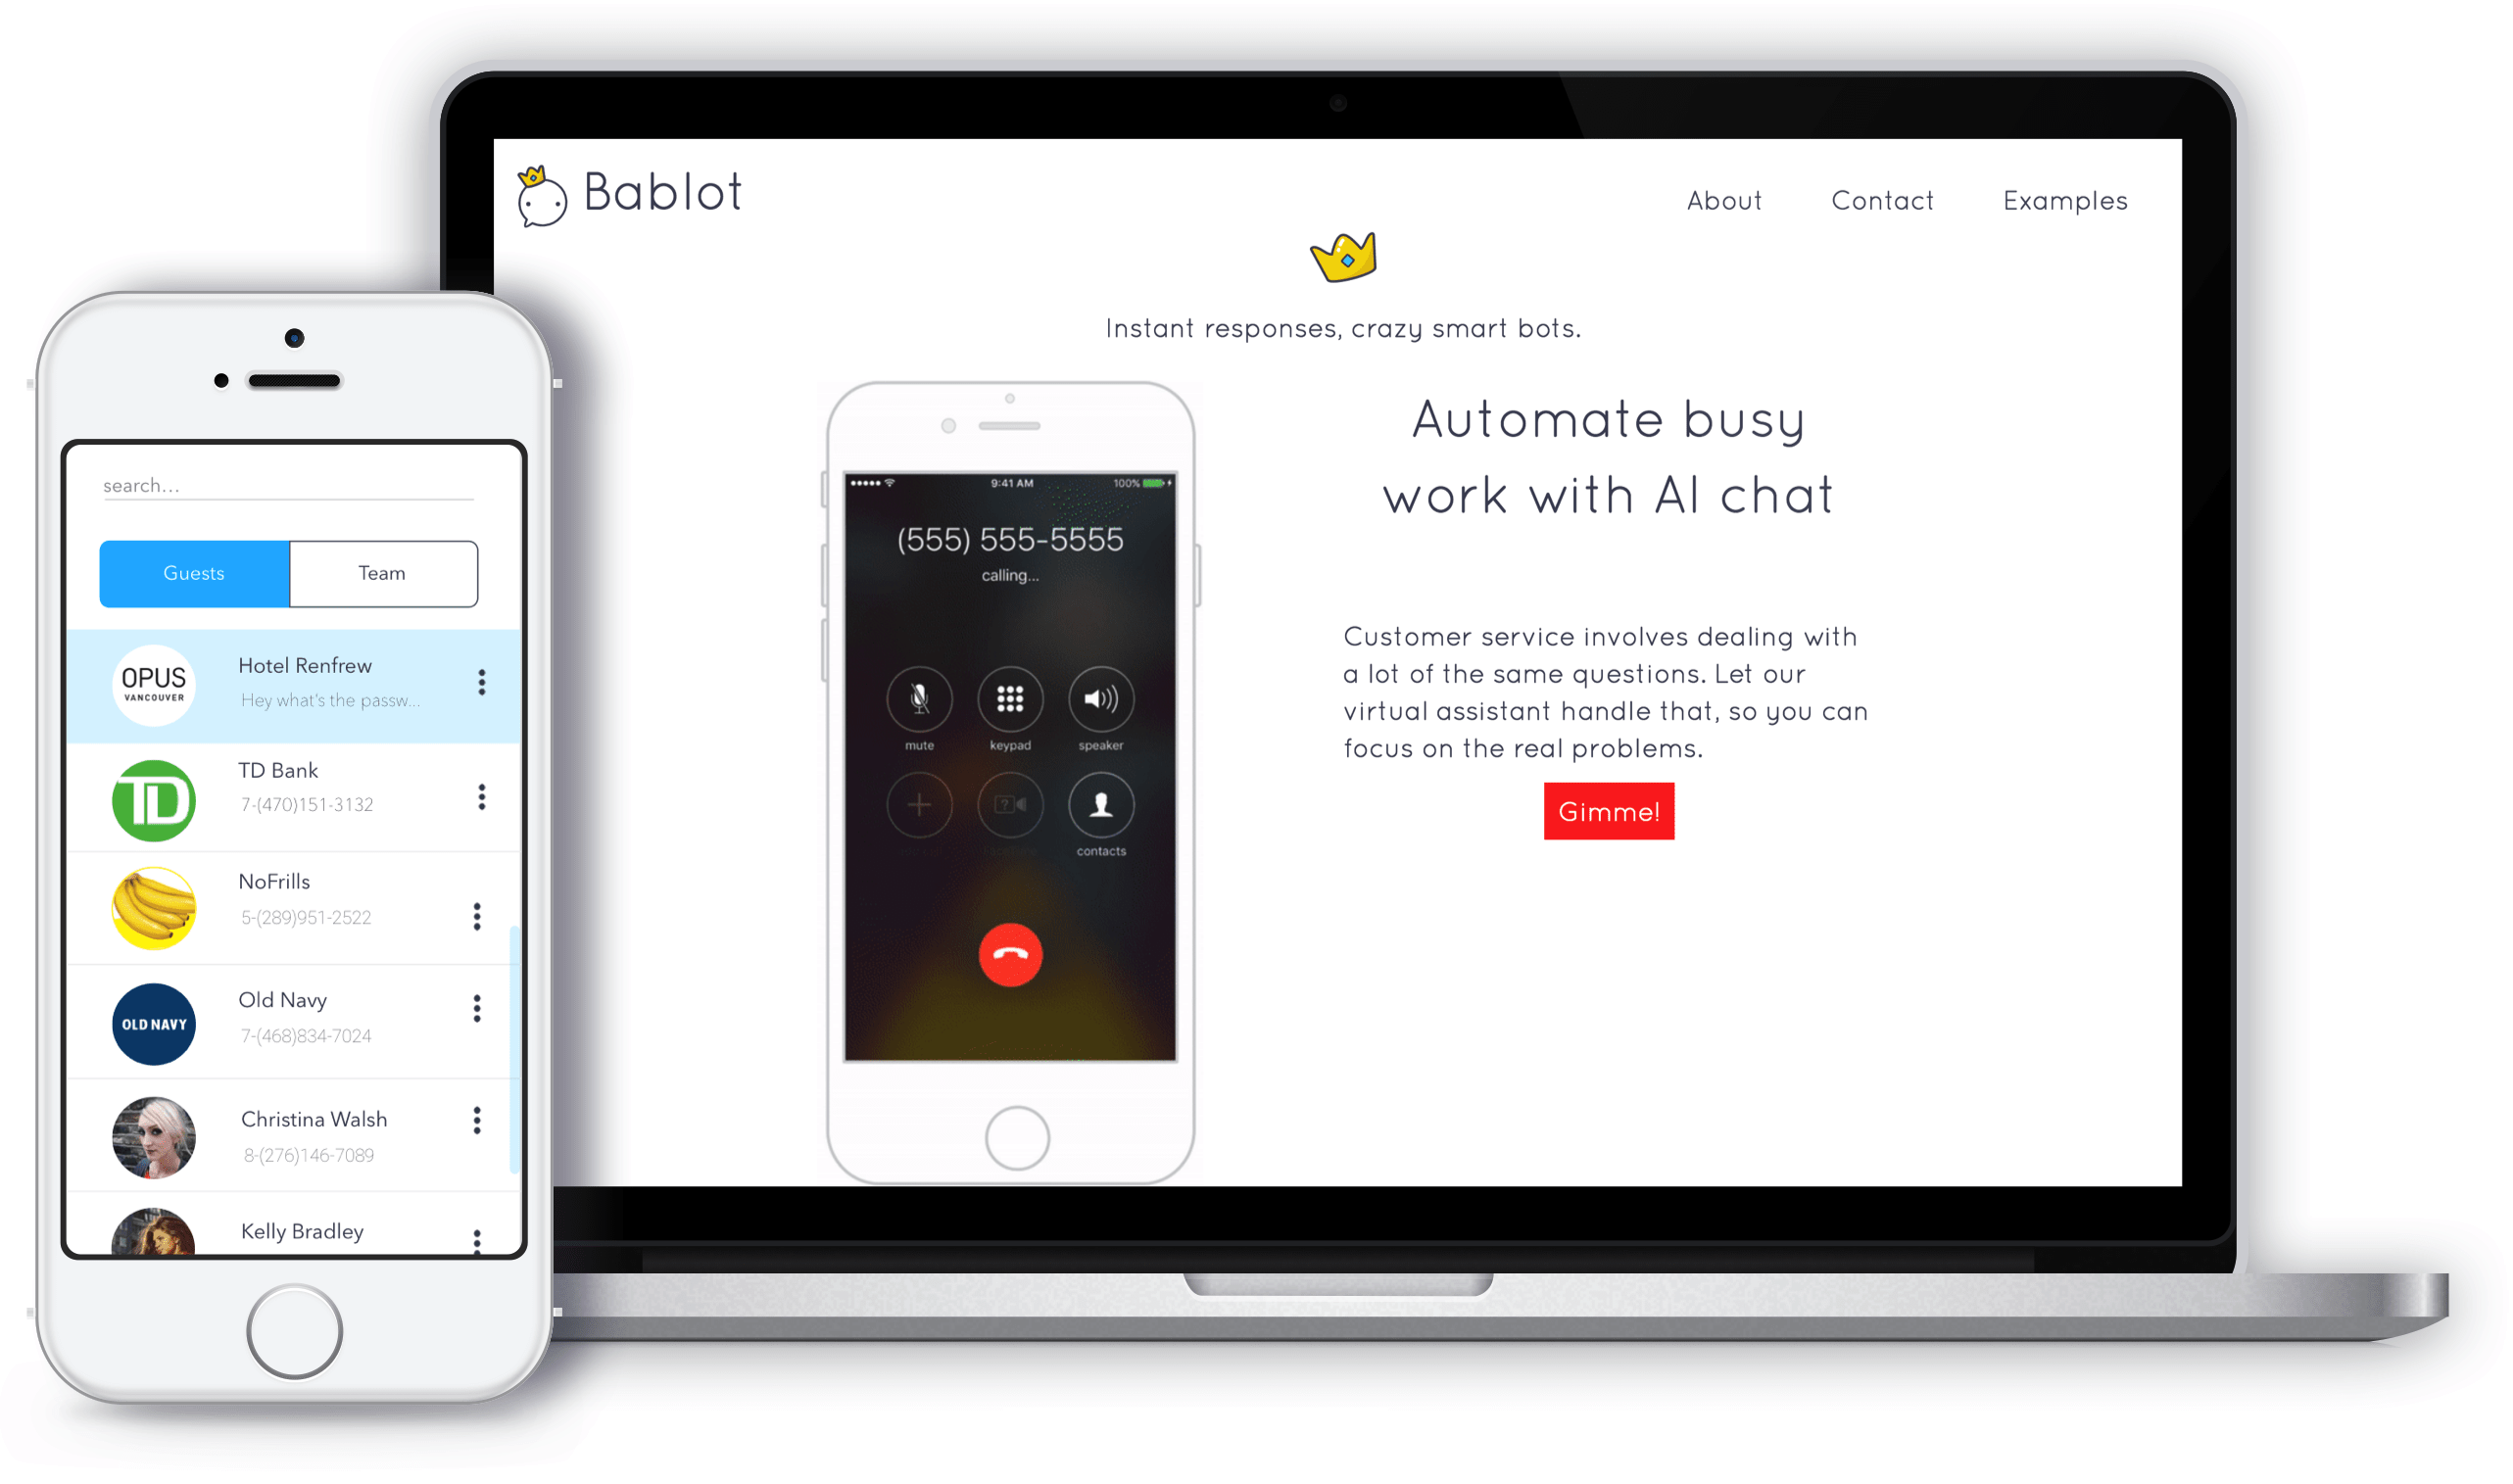 Bablot
About Contact Examples
Instant responses, crazy smart bots.
Automate busy
work with AI chat
Customer service involves dealing with
a lot of the same questions. Let our
virtual assistant handle that, so you can
focus on the real problems.
Gimme!
9:41 AM 100%
(555) 555-5555
calling...
mute keypad speaker
contacts
search...
Guests Team
OPUS
VANCOUVER
Hotel Renfrew
Hey what's the passw...
TD
TD Bank
7-(470)151-3132
NoFrills
5-(289)951-2522
OLD NAVY
Old Navy
7-(468)834-7024
Christina Walsh
8-(276)146-7089
Kelly Bradley